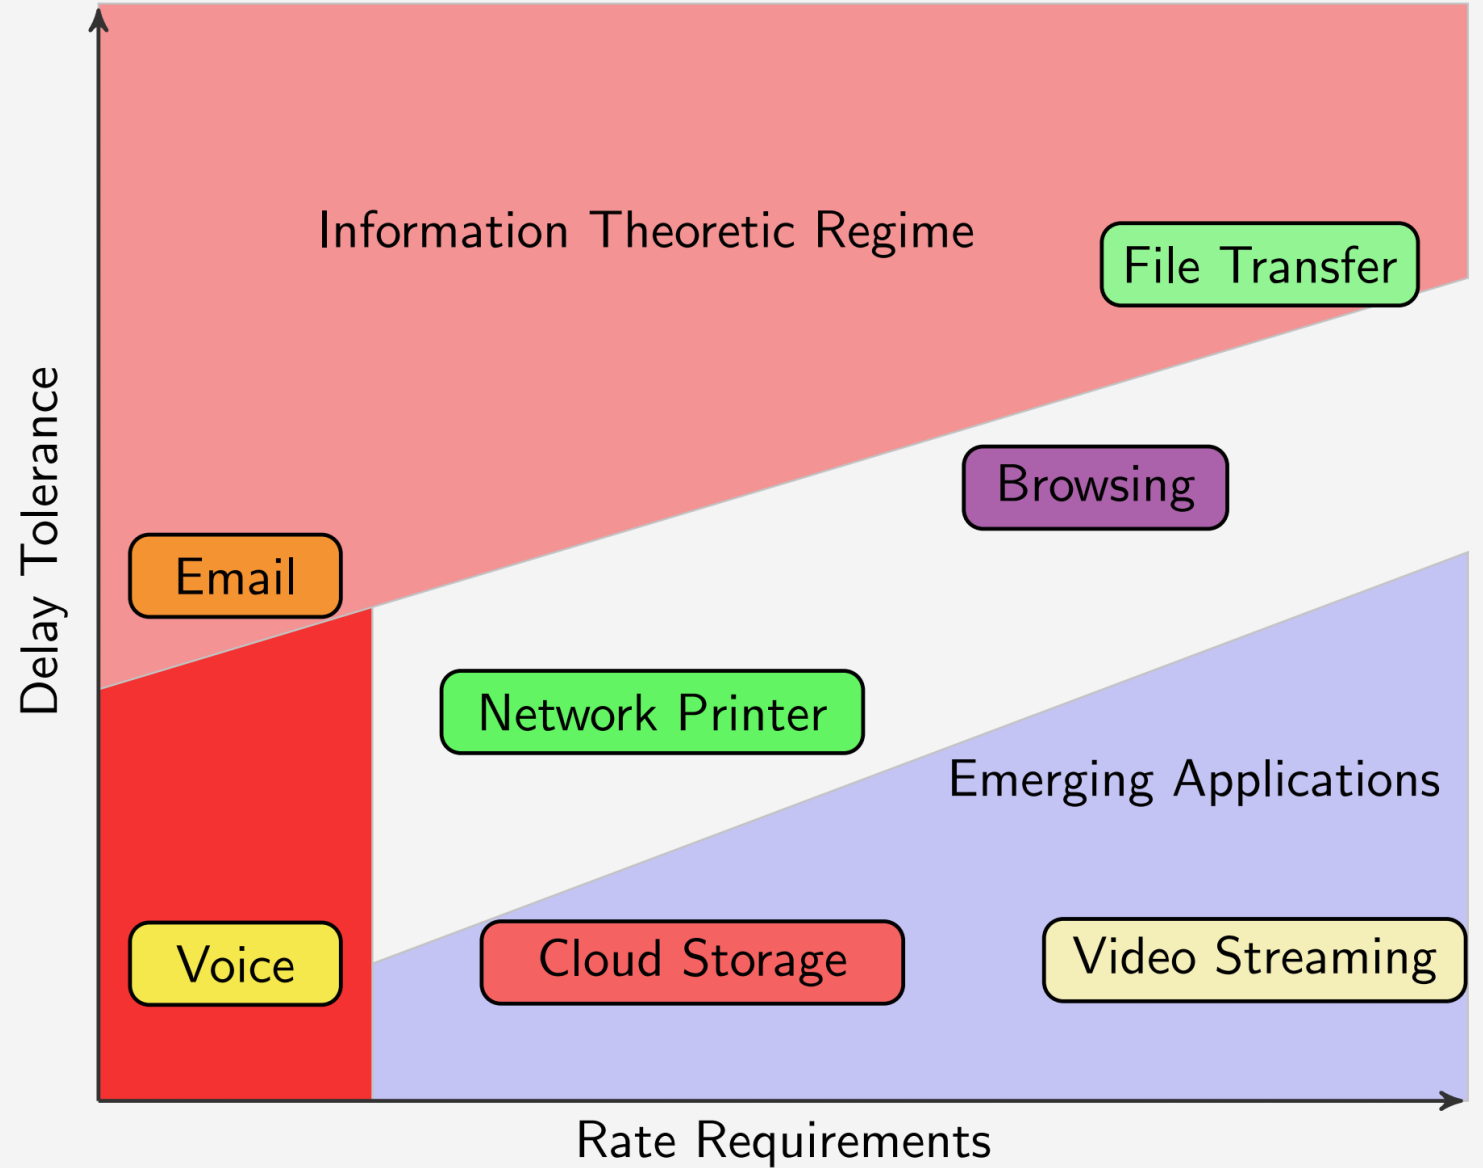 Information Theoretic Regime
File Transfer
Browsing
Email
Network Printer
Emerging Applications
Voice
Cloud Storage
Video Streaming
Delay Tolerance
Rate Requirements